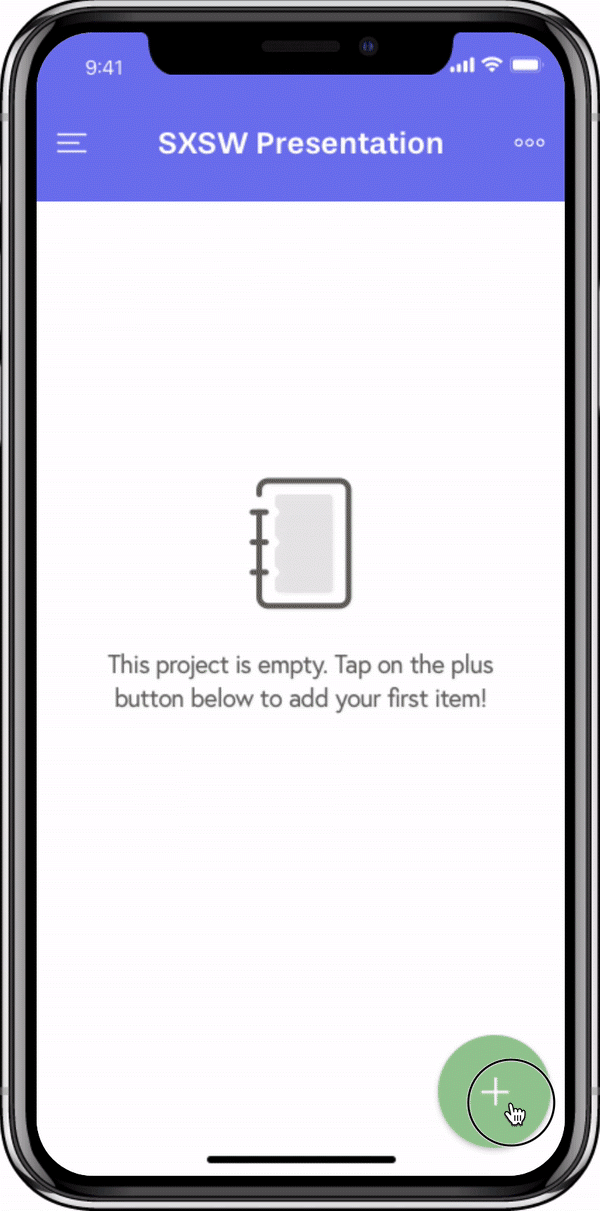 9:41
SXSW Presentation
This project is empty. Tap on the plus
button below to add your first item!